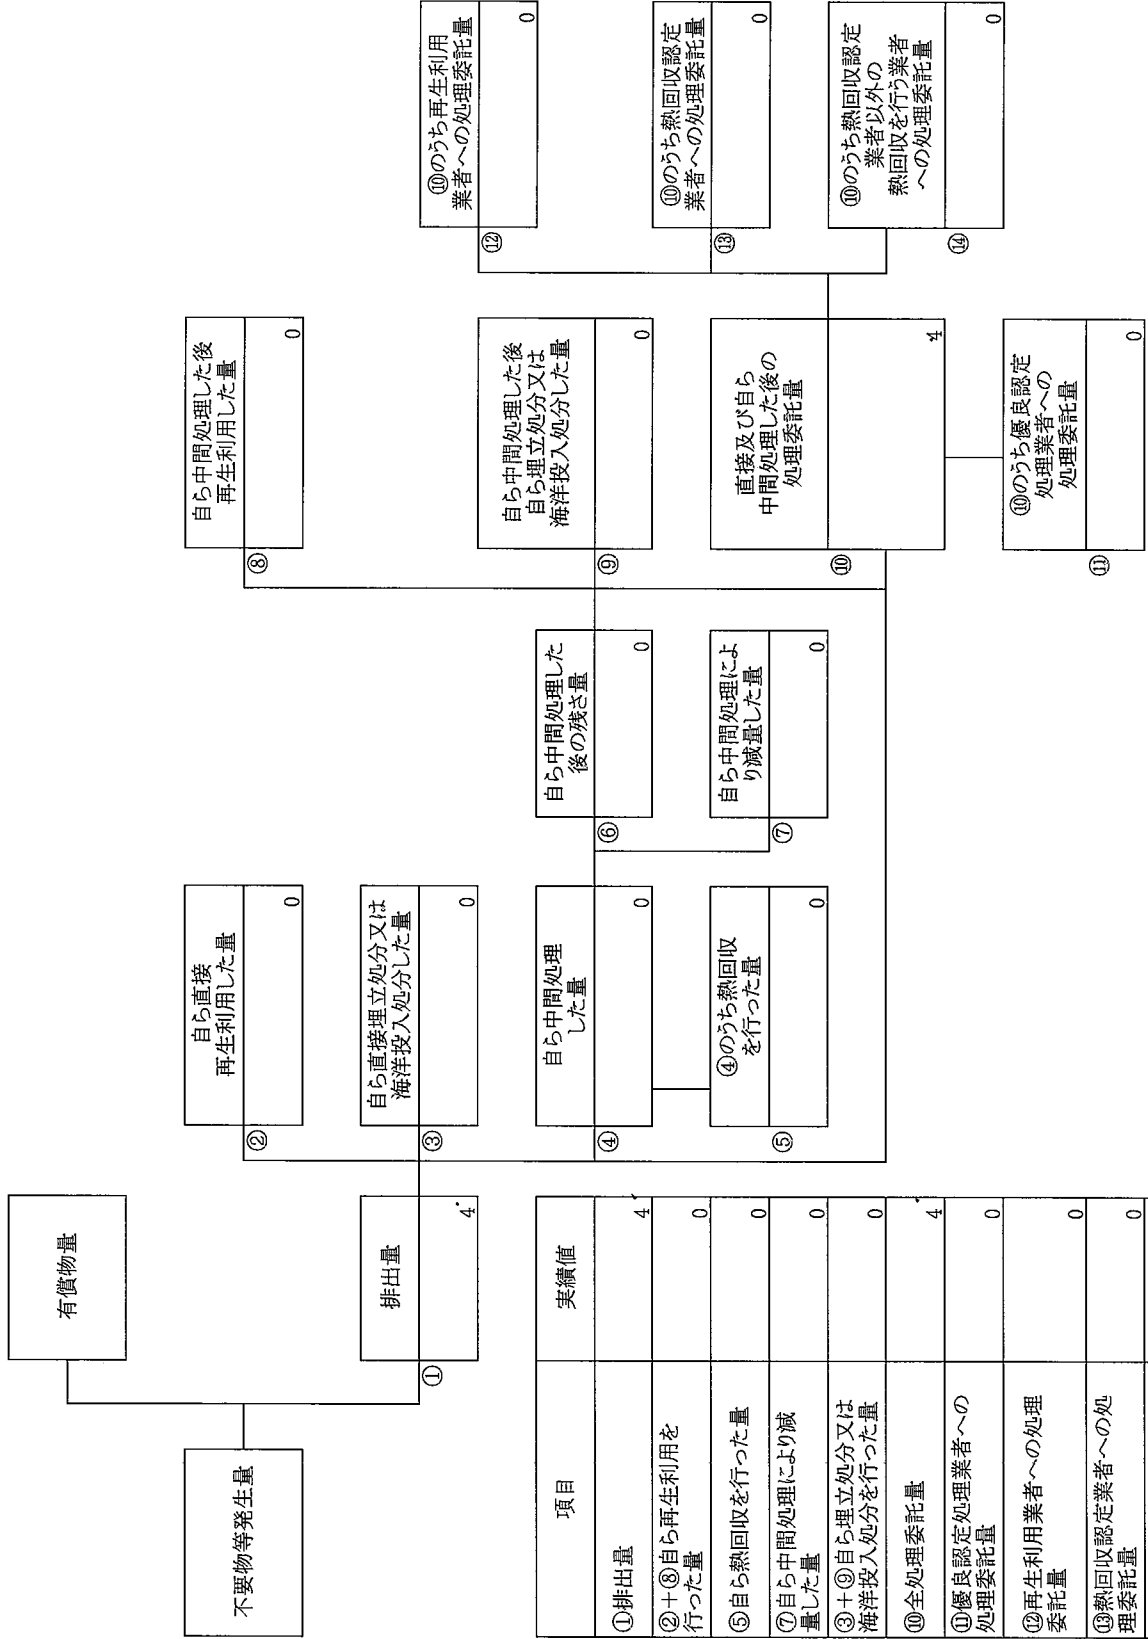 不要物等発生量
有償物量
①
排出量
4
②
自ら直接
再生利用した量
0
③
自ら直接埋立処分又は
海洋投入処分した量
0
④
自ら中間処理
した量
0
⑤
④のうち熱回収
を行った量
0
⑥
自ら中間処理した
後の残さ量
0
⑦
自ら中間処理によ
り減量した量
0
⑧
自ら中間処理した後
再生利用した量
0
⑨
自ら中間処理した後
自ら埋立処分又は
海洋投入処分した量
0
⑩
直接及び自ら
中間処理した後の
処理委託量
4
⑪
⑩のうち優良認定
処理業者への
処理委託量
0
⑫
⑩のうち再生利用
業者への処理委託量
0
⑬
⑩のうち熱回収認定
業者への処理委託量
0
⑭
⑩のうち熱回収認定
業者以外の
熱回収を行う業者
への処理委託量
0
項目 実績値
①排出量 4
②+⑧自ら再生利用を
行った量 0
⑤自ら熱回収を行った量 0
⑦自ら中間処理により減
量した量 0
③+⑨自ら埋立処分又は
海洋投入処分を行った量 0
⑩全処理委託量 4
⑪優良認定処理業者への
処理委託量 0
⑫再生利用業者への処理
委託量 0
⑬熱回収認定業者への処
理委託量 0